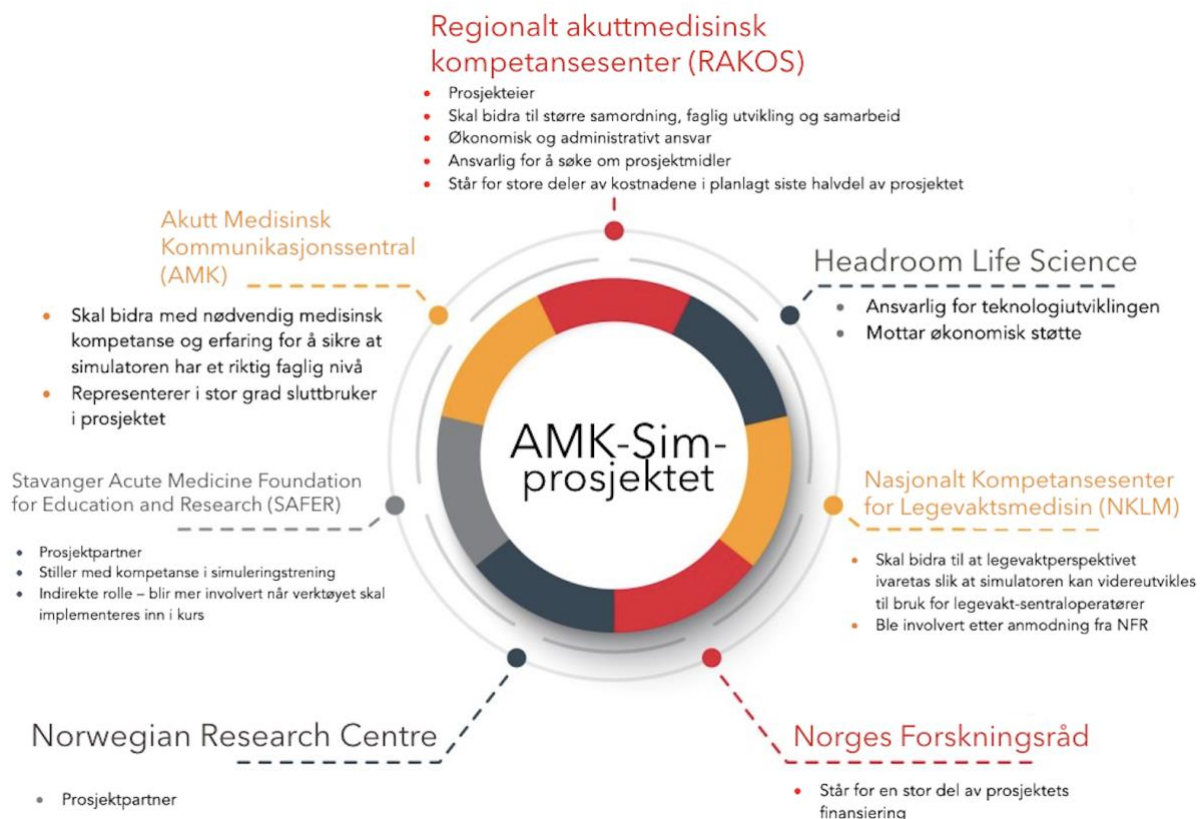 Regionalt akuttmedisinsk
kompetansesenter (RAKOS)
• Prosjekteier
• Skal bidra til større samordning, faglig utvikling og samarbeid
• Økonomisk og administrativt ansvar
• Ansvarlig for å søke om prosjektmidler
• Står for store deler av kostnadene i planlagt siste halvdel av prosjektet
Akutt Medisinsk
Kommunikasjonssentral
(AMK)
• Skal bidra med nødvendig medisinsk
kompetanse og erfaring for å sikre at
simulatoren har et riktig faglig nivå
• Representerer i stor grad sluttbruker
i prosjektet
Headroom Life Science
• Ansvarlig for teknologiutviklingen
• Mottar økonomisk støtte
AMK-Sim-
prosjektet
Stavanger Acute Medicine Foundation
for Education and Research (SAFER)
• Prosjektpartner
• Stiller med kompetanse i simuleringstrening
• Indirekte rolle – blir mer involvert når verktøyet skal
implementeres inn i kurs
Nasjonalt Kompetansesenter
for Legevaktsmedisin (NKLM)
• Skal bidra til at legevaktperspektivet
ivaretas slik at simulatoren kan videreutvikles
til bruk for legevakt-sentraloperatører
• Ble involvert etter anmodning fra NFR
Norwegian Research Centre
• Prosjektpartner
Norges Forskningsråd
• Står for en stor del av prosjektets
finansiering